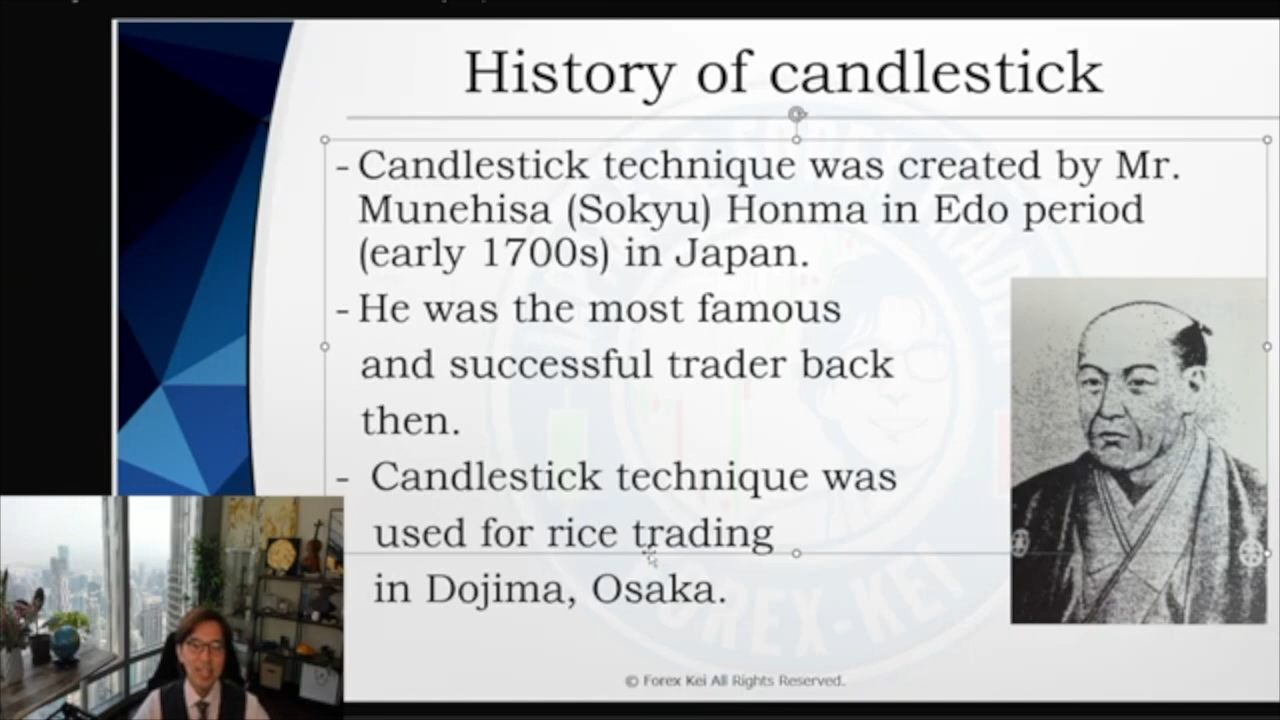 History of candlestick
- Candlestick technique was created by Mr.
Munehisa (Sokyu) Honma in Edo period
(early 1700s) in Japan.
- He was the most famous
and successful trader back
then.
- Candlestick technique was
used for rice trading
in Dojima, Osaka.
FOREX-KEI
© Forex Kei All Rights Reserved.